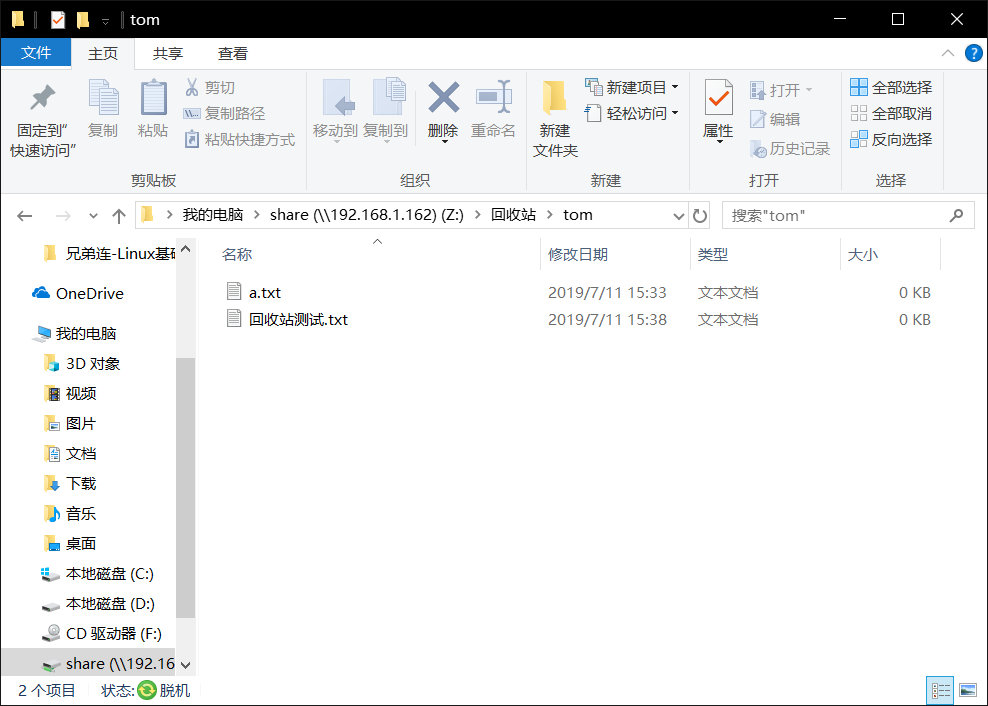 tom
文件 主页 共享 查看
固定到"
快速访问"
复制
粘贴
剪切
复制路径
粘贴快捷方式
剪贴板
移动到 复制到 删除 重命名
组织
新建
文件夹
新建项目
轻松访问
新建
属性
打开
编辑
历史记录
打开
全部选择
全部取消
反向选择
选择
我的电脑 share (\\192.168.1.162) (Z:) 回收站 tom
搜索"tom"
兄弟连-Linux基础
OneDrive
我的电脑
3D 对象
视频
图片
文档
下载
音乐
桌面
本地磁盘 (C:)
本地磁盘 (D:)
CD 驱动器 (F:)
share (\\192.16
名称 修改日期 类型 大小
a.txt 2019/7/11 15:33 文本文档 0 KB
回收站测试.txt 2019/7/11 15:38 文本文档 0 KB
2 个项目 状态: 脱机